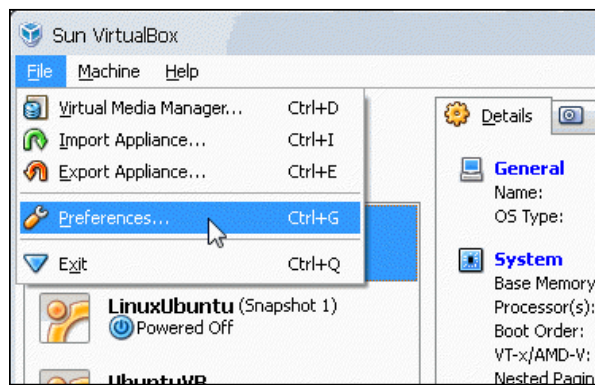 Sun VirtualBox
File Machine Help
Virtual Media Manager... Ctrl+D
Import Appliance... Ctrl+I
Export Appliance... Ctrl+E
Preferences... Ctrl+G
Exit Ctrl+Q
LinuxUbuntu (Snapshot 1)
Powered Off
UbuntuVB
Details
General
Name:
OS Type:
System
Base Memory
Processor(s):
Boot Order:
VT-x/AMD-V:
Nested Pagin